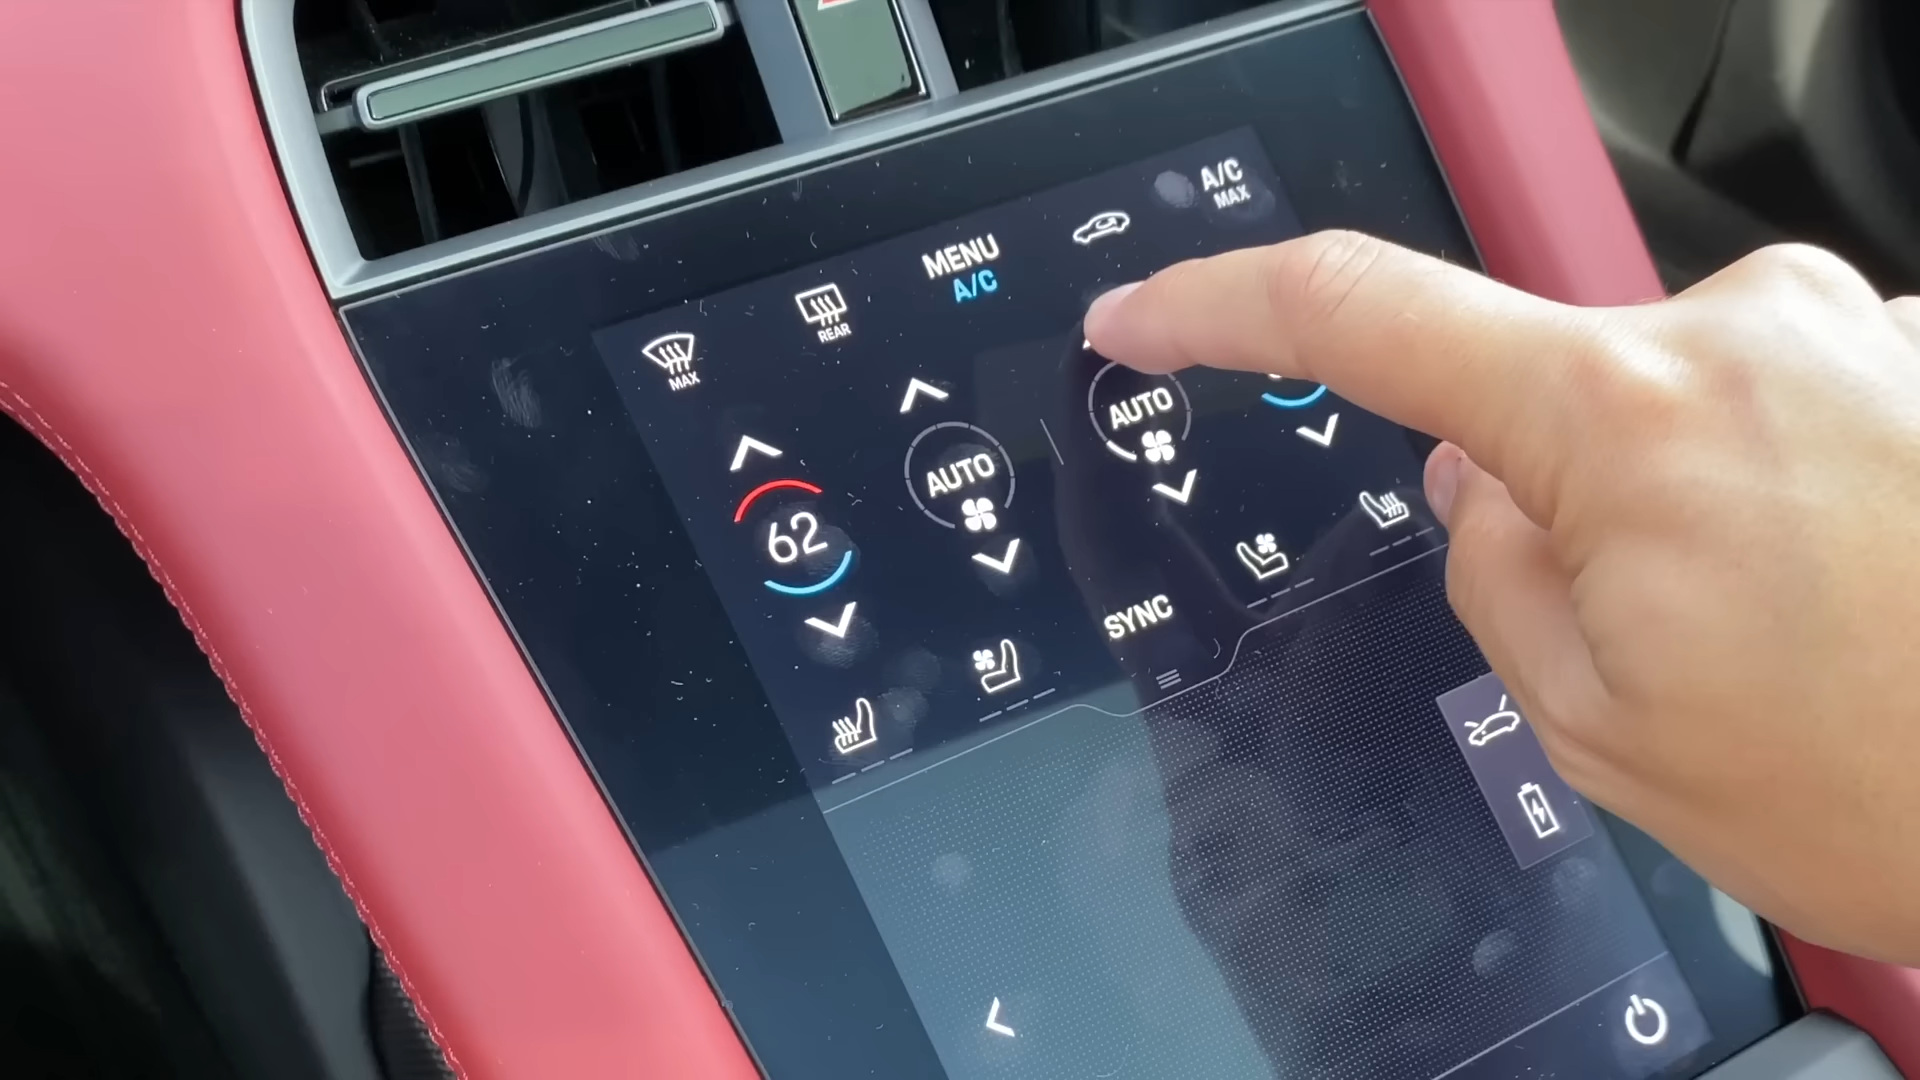 A/C
MAX
MENU
A/C
REAR
MAX
AUTO
AUTO
62
SYNC